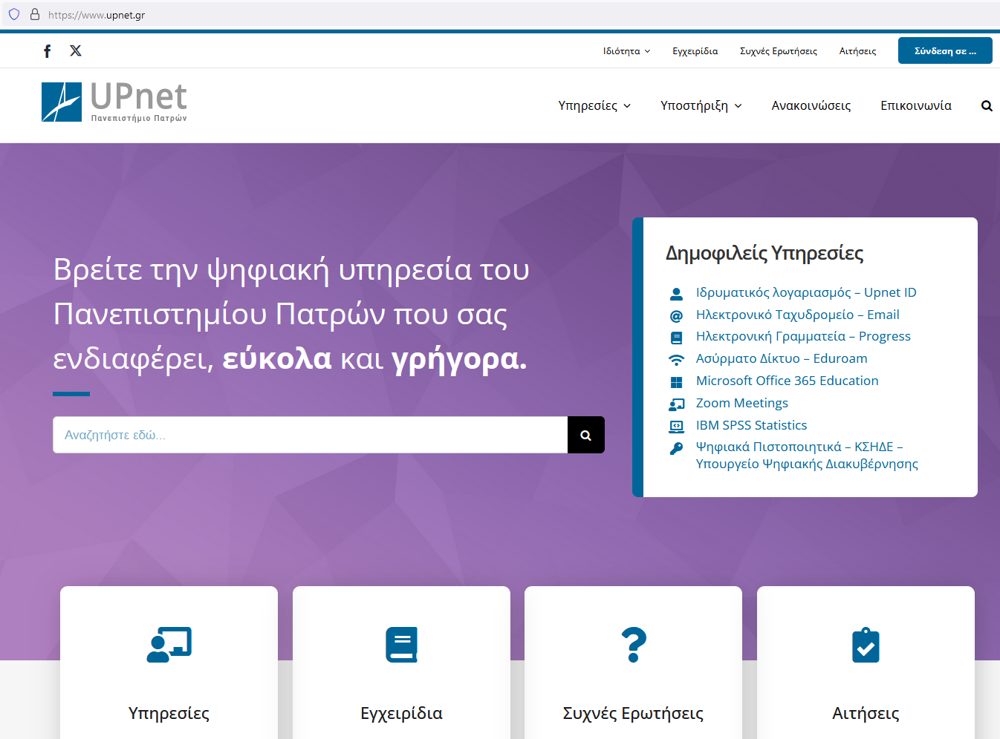 https://www.upnet.gr
Ιδιότητα
Εγχειρίδια
Συχνές Ερωτήσεις
Αιτήσεις
Σύνδεση σε ...
UPnet
Πανεπιστήμιο Πατρών
Υπηρεσίες
Υποστήριξη
Ανακοινώσεις
Επικοινωνία
Βρείτε την ψηφιακή υπηρεσία του
Πανεπιστημίου Πατρών που σας
ενδιαφέρει, εύκολα και γρήγορα.
Αναζητήστε εδώ...
Δημοφιλείς Υπηρεσίες
Ιδρυματικός λογαριασμός – Upnet ID
Ηλεκτρονικό Ταχυδρομείο – Email
Ηλεκτρονική Γραμματεία – Progress
Ασύρματο Δίκτυο – Eduroam
Microsoft Office 365 Education
Zoom Meetings
IBM SPSS Statistics
Ψηφιακά Πιστοποιητικά – ΚΣΗΔΕ –
Υπουργείο Ψηφιακής Διακυβέρνησης
Υπηρεσίες
Εγχειρίδια
Συχνές Ερωτήσεις
Αιτήσεις